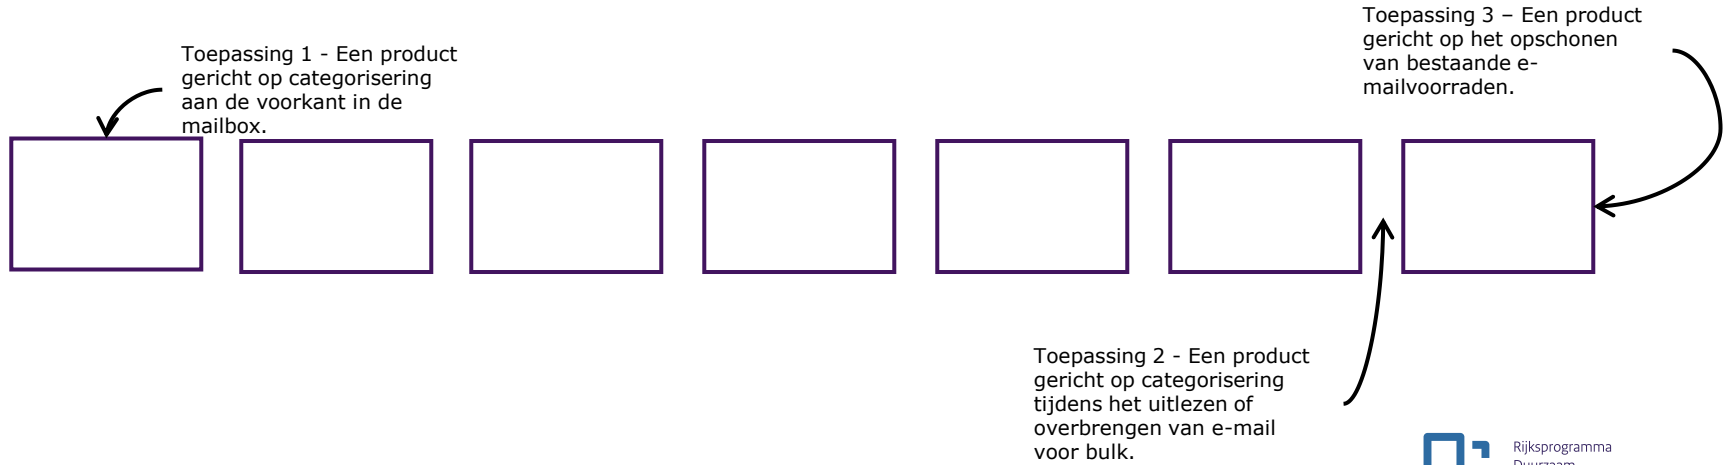 Toepassing 1 - Een product
gericht op categorisering
aan de voorkant in de
mailbox.
Toepassing 3 – Een product
gericht op het opschonen
van bestaande e-
mailvoorraden.
Toepassing 2 - Een product
gericht op categorisering
tijdens het uitlezen of
overbrengen van e-mail
voor bulk.
Rijksprogramma
Duurzaam